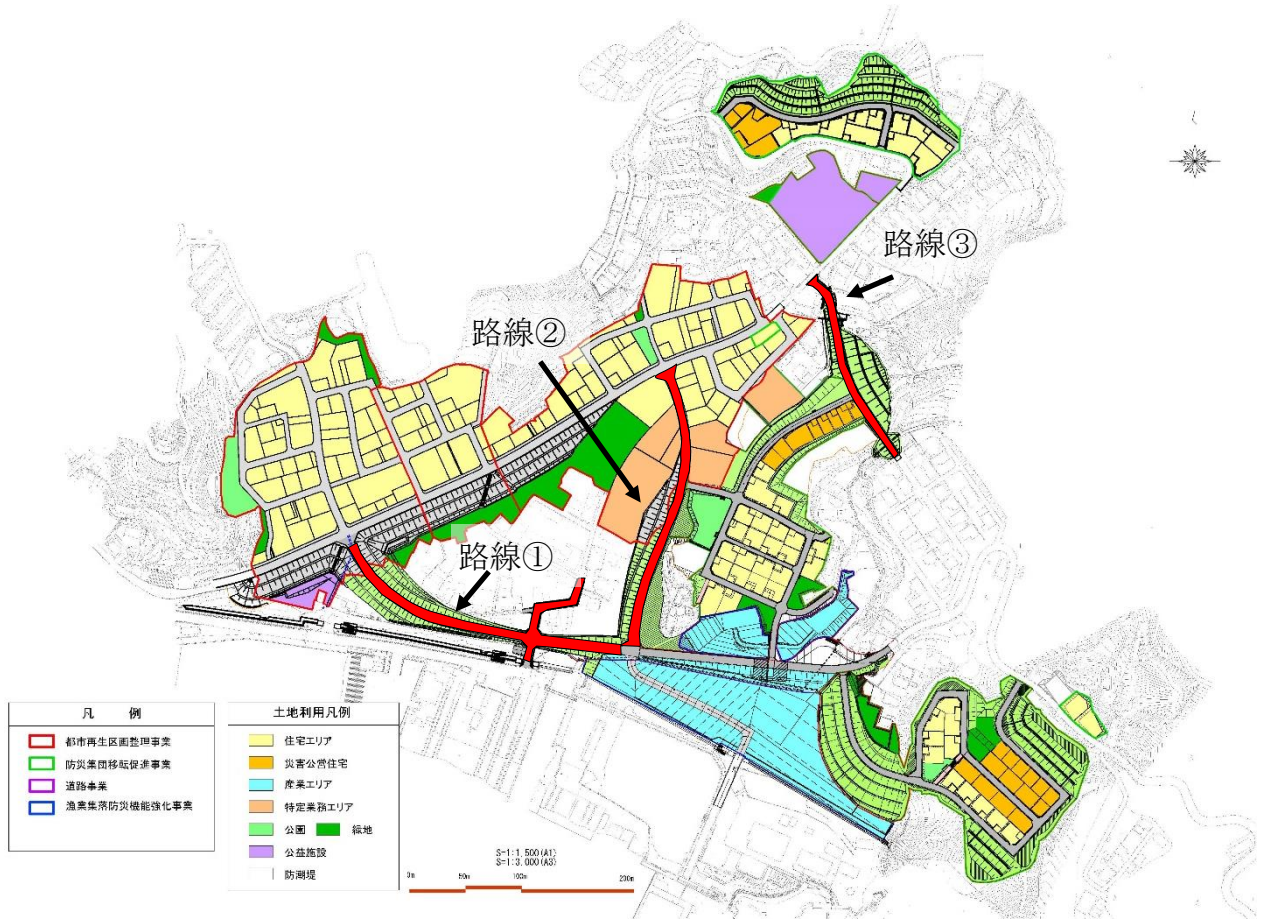 路線③
路線②
路線①
凡 例
都市再生区画整理事業
防災集団移転促進事業
道路事業
漁業集落防災機能強化事業
土地利用凡例
住宅エリア
災害公営住宅
産業エリア
特定業務エリア
公園 緑地
公益施設
防潮堤
S=1:1,500(A1)
S=1:3,000(A3)
0m 50m 100m 200m